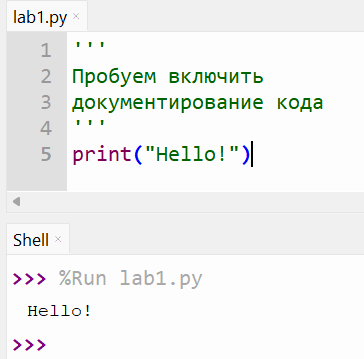 lab1.py ×
1 '''
2 Пробуем включить
3 документирование кода
4 '''
5 print("Hello!")
Shell ×
>>> %Run lab1.py
Hello!
>>>